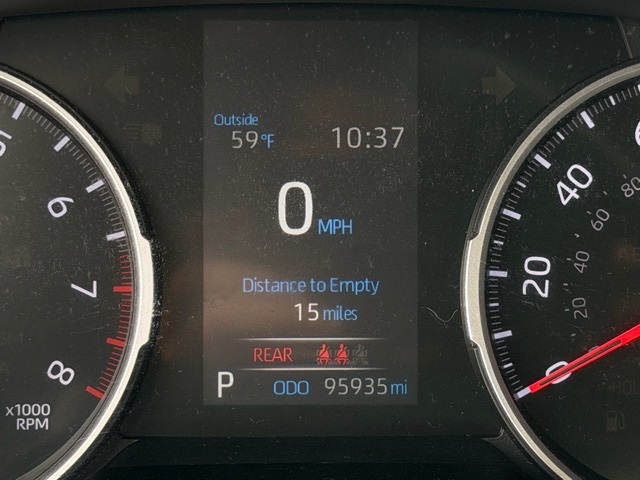 Outside
59°F 10:37
0 MPH
Distance to Empty
15 miles
REAR
P ODO 95935 mi
6
7
8
x1000
RPM
0
20
40
20
40
60
80